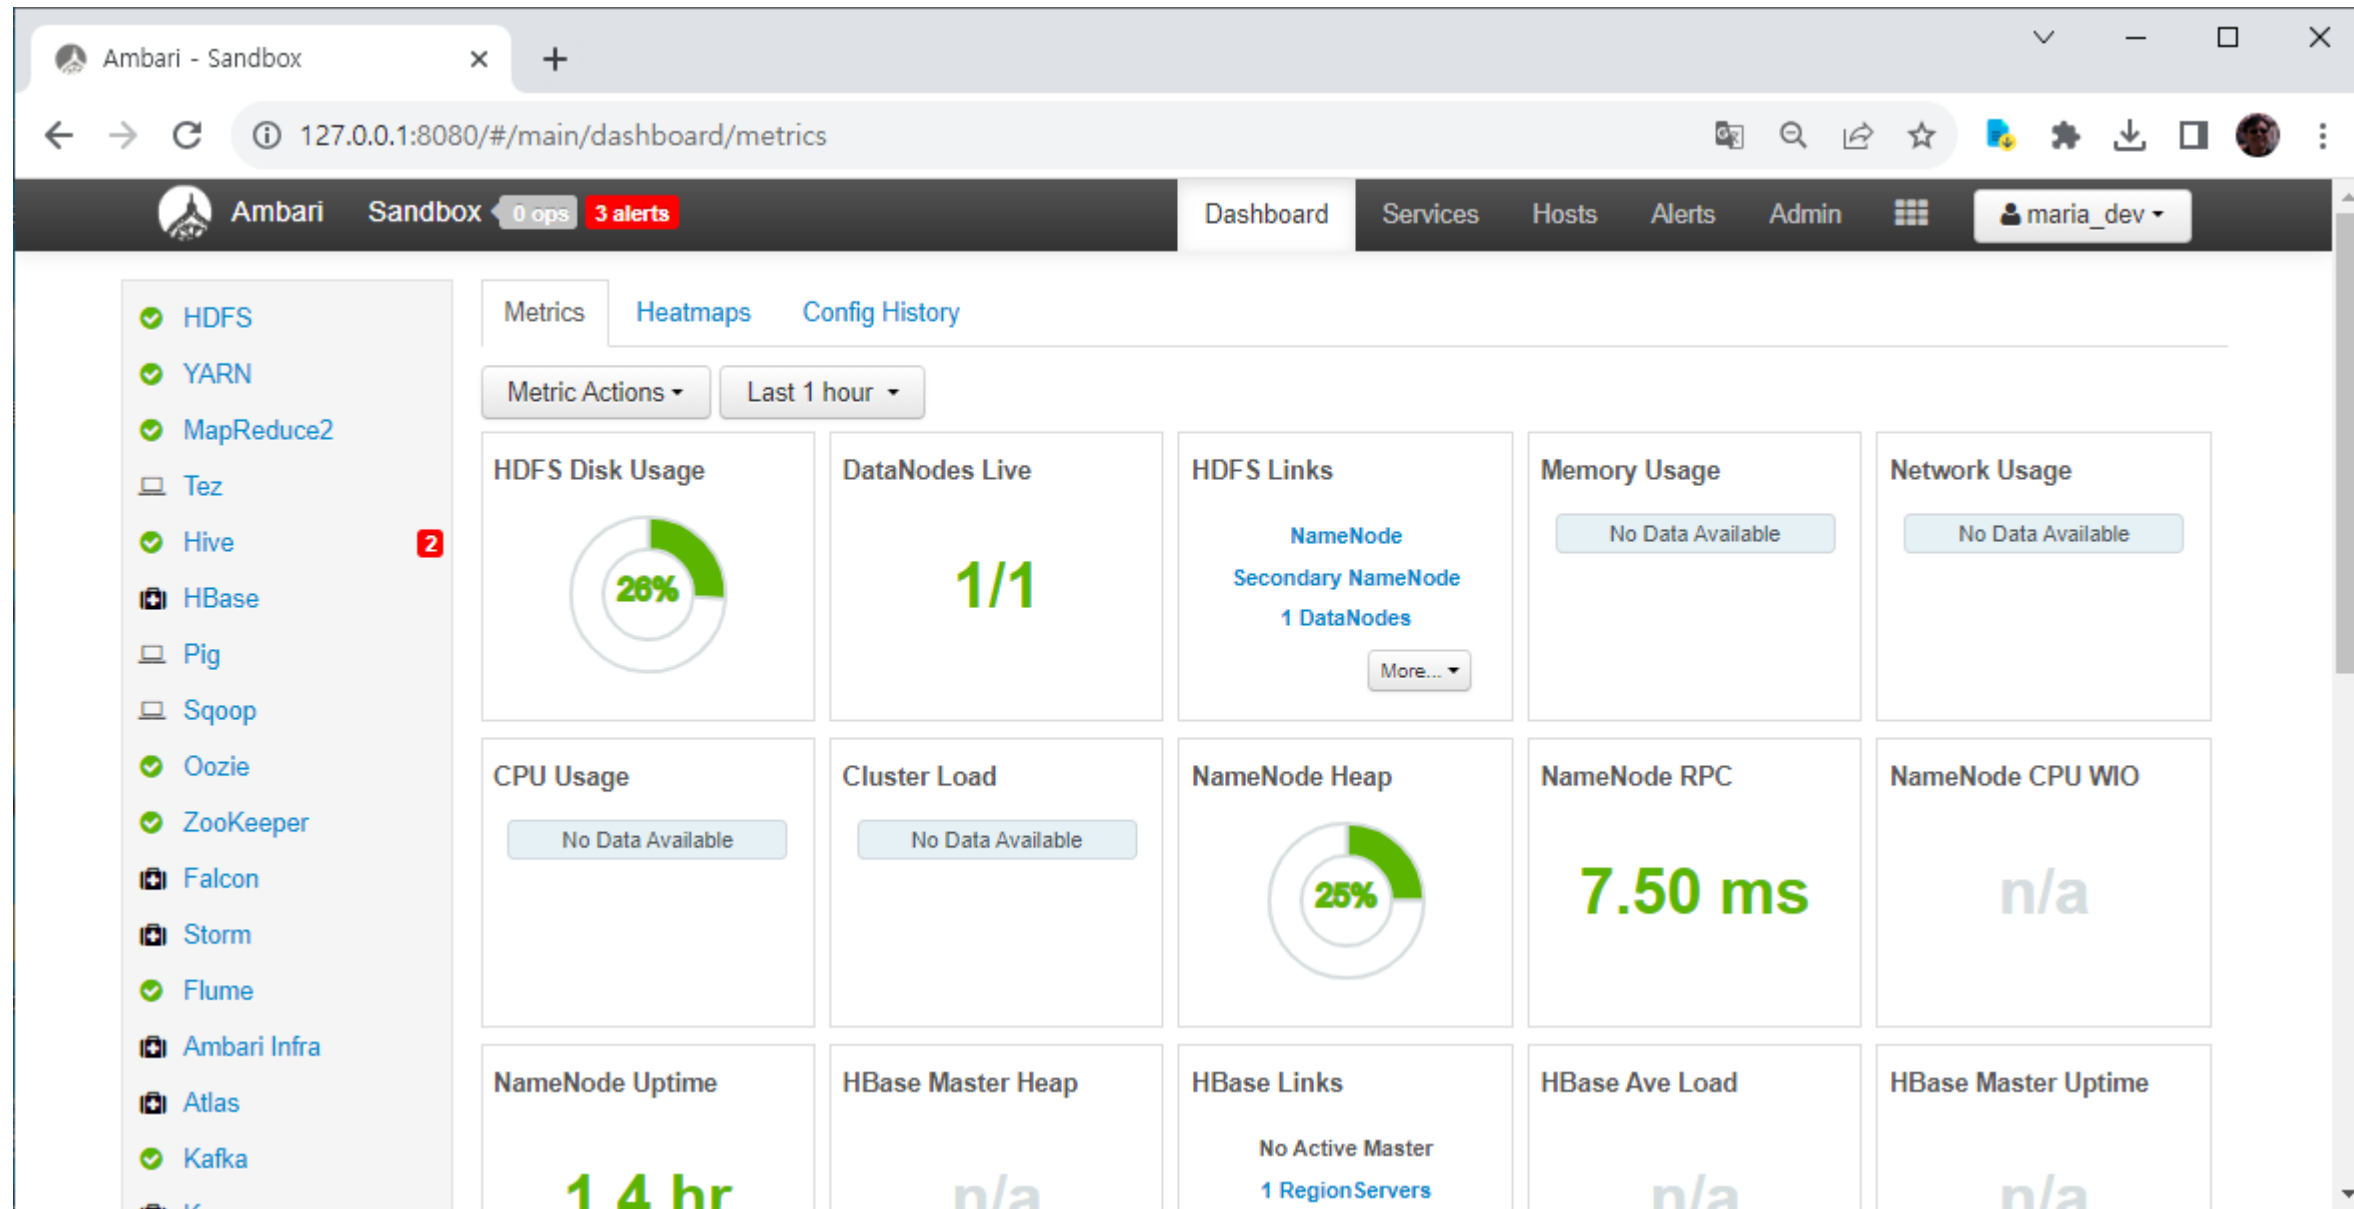 Ambari - Sandbox
127.0.0.1:8080/#/main/dashboard/metrics
Ambari Sandbox 0 ops 3 alerts Dashboard Services Hosts Alerts Admin maria_dev
HDFS
YARN
MapReduce2
Tez
Hive 2
HBase
Pig
Sqoop
Oozie
ZooKeeper
Falcon
Storm
Flume
Ambari Infra
Atlas
Kafka
Metrics Heatmaps Config History
Metric Actions Last 1 hour
HDFS Disk Usage
26%
DataNodes Live
1/1
HDFS Links
NameNode
Secondary NameNode
1 DataNodes
More...
Memory Usage
No Data Available
Network Usage
No Data Available
CPU Usage
No Data Available
Cluster Load
No Data Available
NameNode Heap
25%
NameNode RPC
7.50 ms
NameNode CPU WIO
n/a
NameNode Uptime
1.4 hr
HBase Master Heap
n/a
HBase Links
No Active Master
1 RegionServers
HBase Ave Load
n/a
HBase Master Uptime
n/a